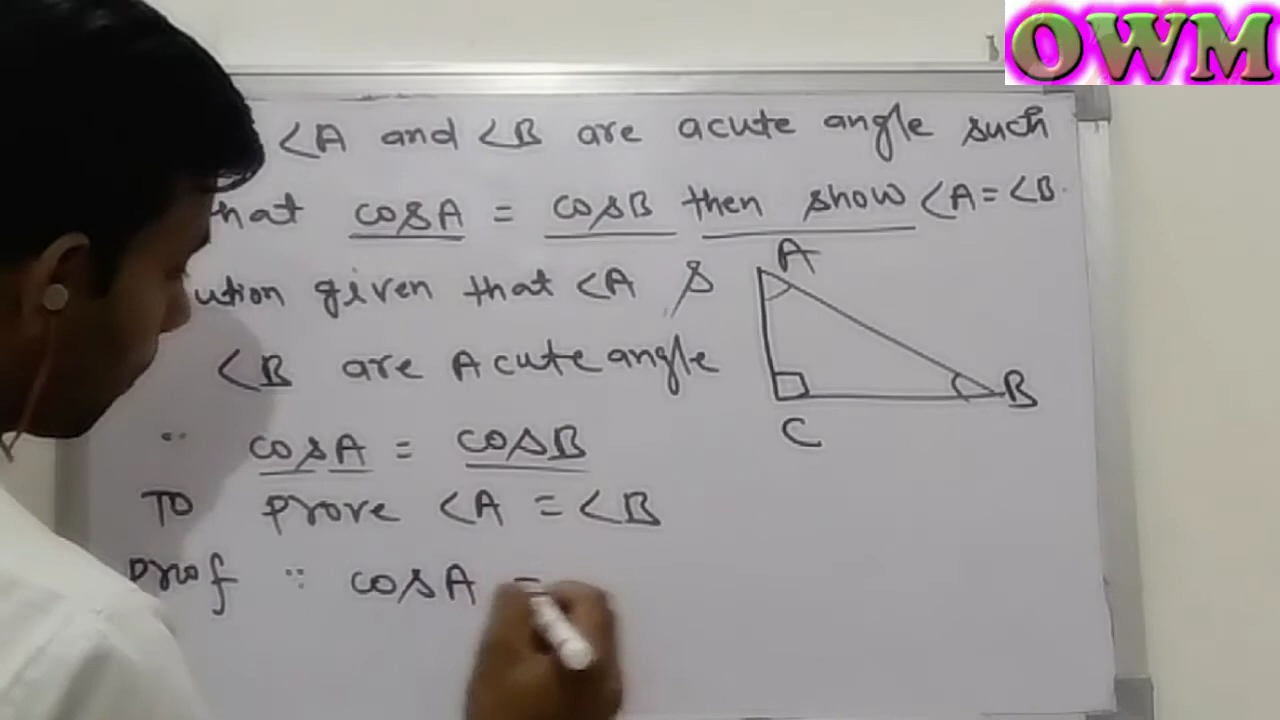 OWM
∠A and ∠B are acute angle such
hat cosA = cosB then show ∠A = ∠B.
ution given that ∠A &
∠B are Acute angle
∵ cosA = cosB
TO prove ∠A = ∠B
Prof ∵ cosA =
A
B
C